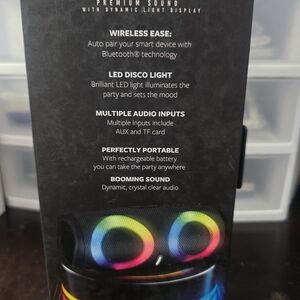 PREMIUM SOUND
WITH DYNAMIC LIGHT DISPLAY
WIRELESS EASE:
Auto pair your smart device with
Bluetooth® technology
LED DISCO LIGHT
Brilliant LED light illuminates the
party and sets the mood
MULTIPLE AUDIO INPUTS
Multiple inputs include
AUX and TF card
PERFECTLY PORTABLE
With rechargeable battery
you can take the party anywhere
BOOMING SOUND
Dynamic, crystal clear audio